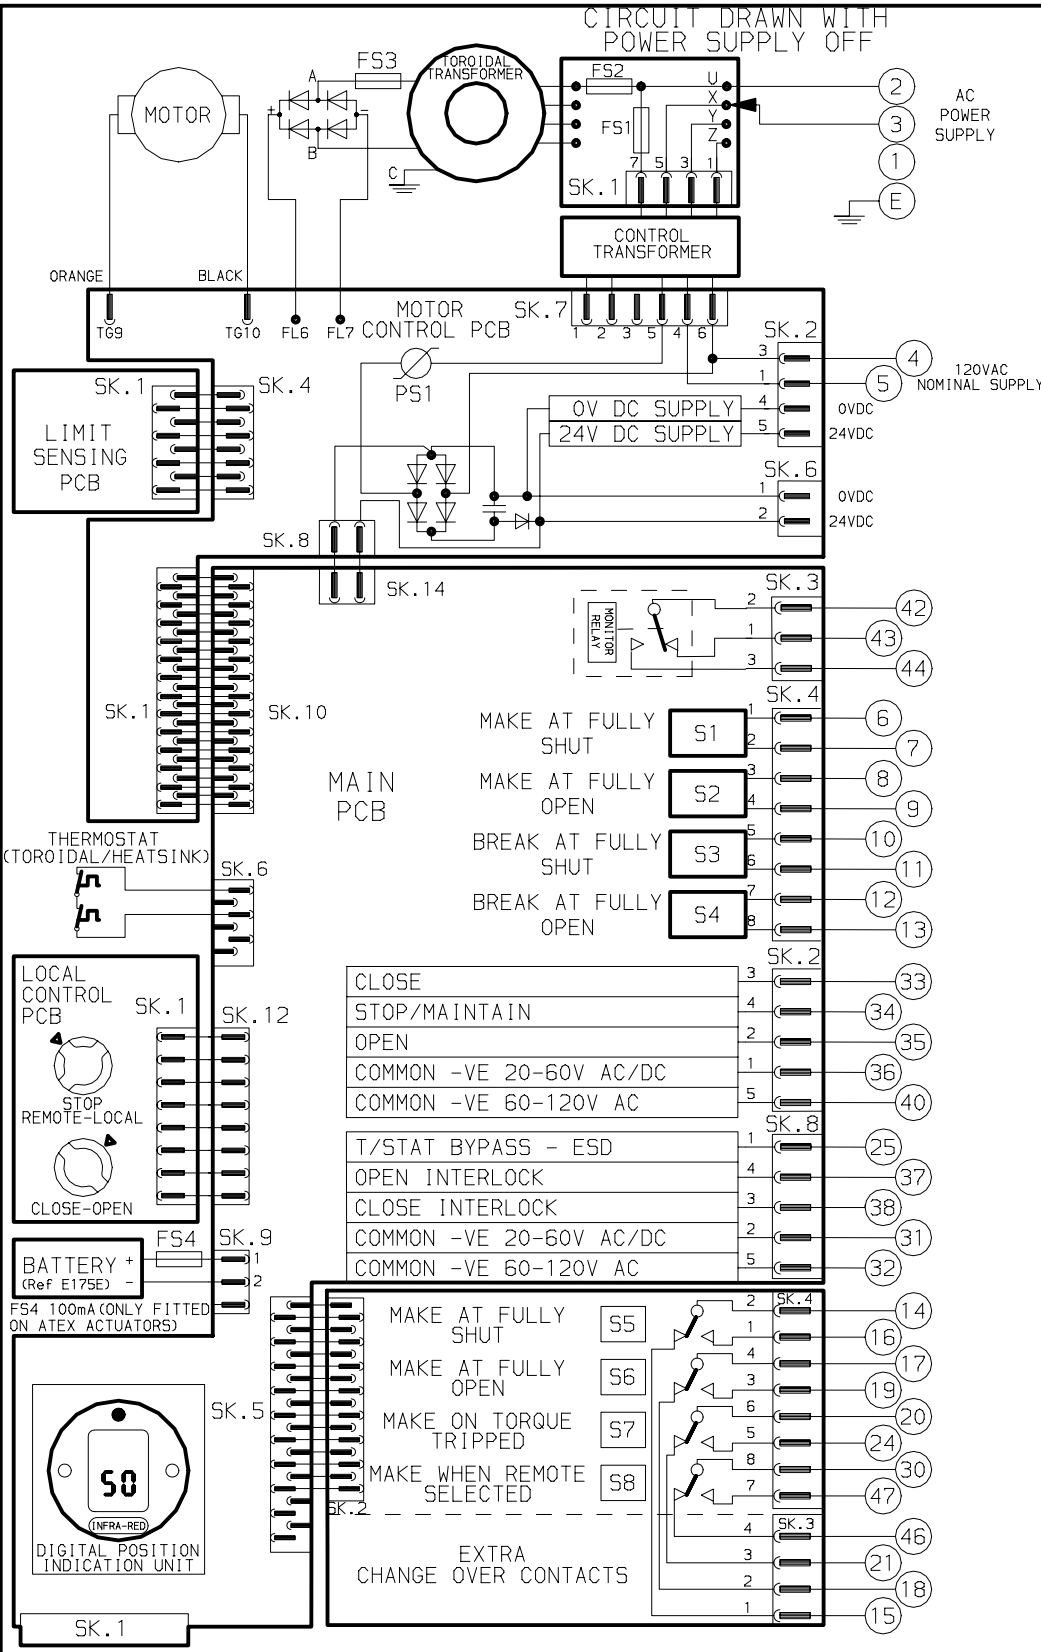 CIRCUIT DRAWN WITH
POWER SUPPLY OFF
MOTOR
A
FS3
+
-
B
C
TOROIDAL
TRANSFORMER
FS2
FS1
U
X
Y
Z
7 5 3 1
SK.1
2
3
1
E
AC
POWER
SUPPLY
CONTROL
TRANSFORMER
ORANGE
BLACK
TG9
TG10
FL6
FL7
MOTOR
CONTROL PCB
SK.7
1 2 3 5 4 6
PS1
SK.2
3
4
1
5
120VAC
NOMINAL SUPPLY
0V DC SUPPLY
4
0VDC
24V DC SUPPLY
5
24VDC
SK.6
1
0VDC
2
24VDC
SK.1
SK.4
LIMIT
SENSING
PCB
SK.8
SK.14
SK.1
SK.10
MAIN
PCB
MONITOR
RELAY
SK.3
2
42
1
43
3
44
SK.4
MAKE AT FULLY
SHUT
S1
1
6
2
7
MAKE AT FULLY
OPEN
S2
3
8
4
9
BREAK AT FULLY
SHUT
S3
5
10
6
11
BREAK AT FULLY
OPEN
S4
7
12
8
13
THERMOSTAT
(TOROIDAL/HEATSINK)
SK.6
SK.2
CLOSE
3
33
STOP/MAINTAIN
4
34
OPEN
2
35
COMMON -VE 20-60V AC/DC
1
36
COMMON -VE 60-120V AC
5
40
SK.8
T/STAT BYPASS - ESD
1
25
OPEN INTERLOCK
4
37
CLOSE INTERLOCK
3
38
COMMON -VE 20-60V AC/DC
2
31
COMMON -VE 60-120V AC
5
32
LOCAL
CONTROL
PCB
SK.1
SK.12
STOP
REMOTE-LOCAL
CLOSE-OPEN
BATTERY
(Ref E175E)
+
-
FS4
SK.9
1
2
FS4 100mA(ONLY FITTED
ON ATEX ACTUATORS)
SK.5
SK.2
SK.4
MAKE AT FULLY
SHUT
S5
2
14
1
16
MAKE AT FULLY
OPEN
S6
4
17
3
19
MAKE ON TORQUE
TRIPPED
S7
6
20
5
24
MAKE WHEN REMOTE
SELECTED
S8
8
30
7
47
EXTRA
CHANGE OVER CONTACTS
SK.3
4
46
3
21
2
18
1
15
50
INFRA-RED
DIGITAL POSITION
INDICATION UNIT
SK.1